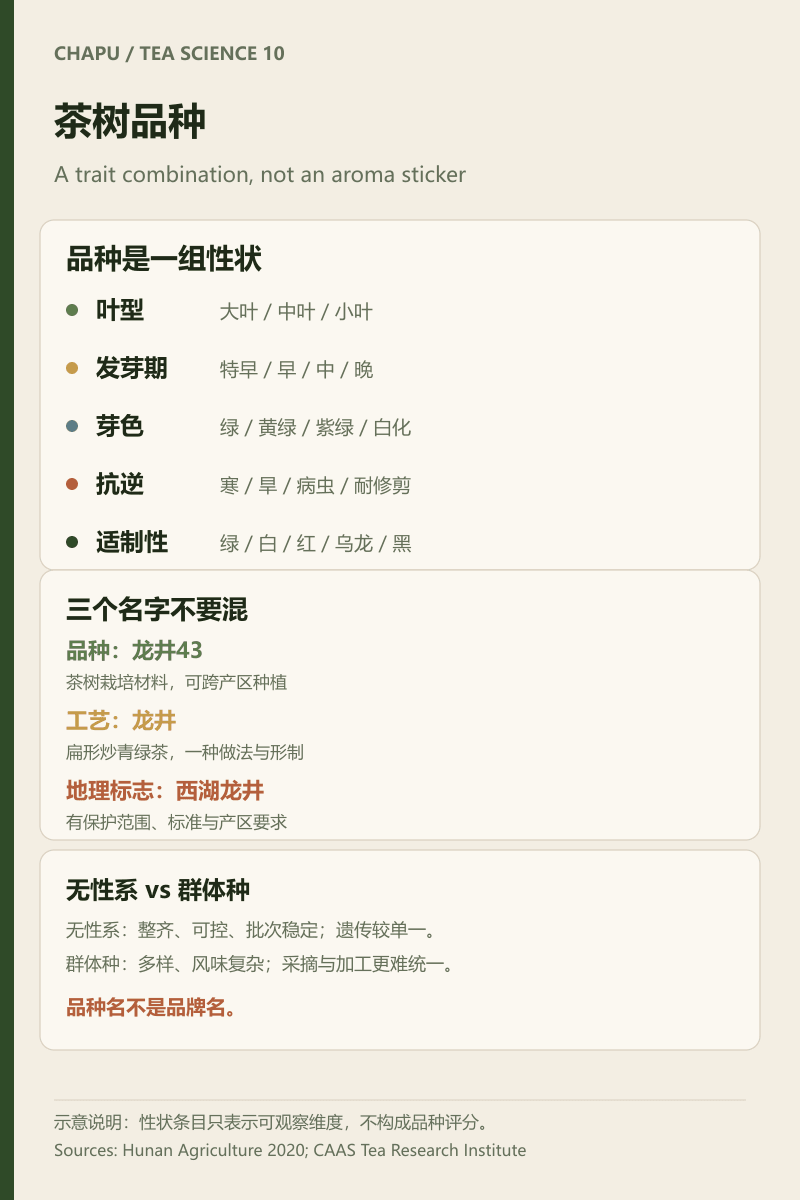 CHAPU / TEA SCIENCE 10
茶树品种
A trait combination, not an aroma sticker
品种是一组性状
叶型 大叶 / 中叶 / 小叶
发芽期 特早 / 早 / 中 / 晚
芽色 绿 / 黄绿 / 紫绿 / 白化
抗逆 寒 / 旱 / 病虫 / 耐修剪
适制性 绿 / 白 / 红 / 乌龙 / 黑
三个名字不要混
品种：龙井43
茶树栽培材料，可跨产区种植
工艺：龙井
扁形炒青绿茶，一种做法与形制
地理标志：西湖龙井
有保护范围、标准与产区要求
无性系 vs 群体种
无性系：整齐、可控、批次稳定；遗传较单一。
群体种：多样、风味复杂；采摘与加工更难统一。
品种名不是品牌名。
示意说明：性状条目只表示可观察维度，不构成品种评分。
Sources: Hunan Agriculture 2020; CAAS Tea Research Institute